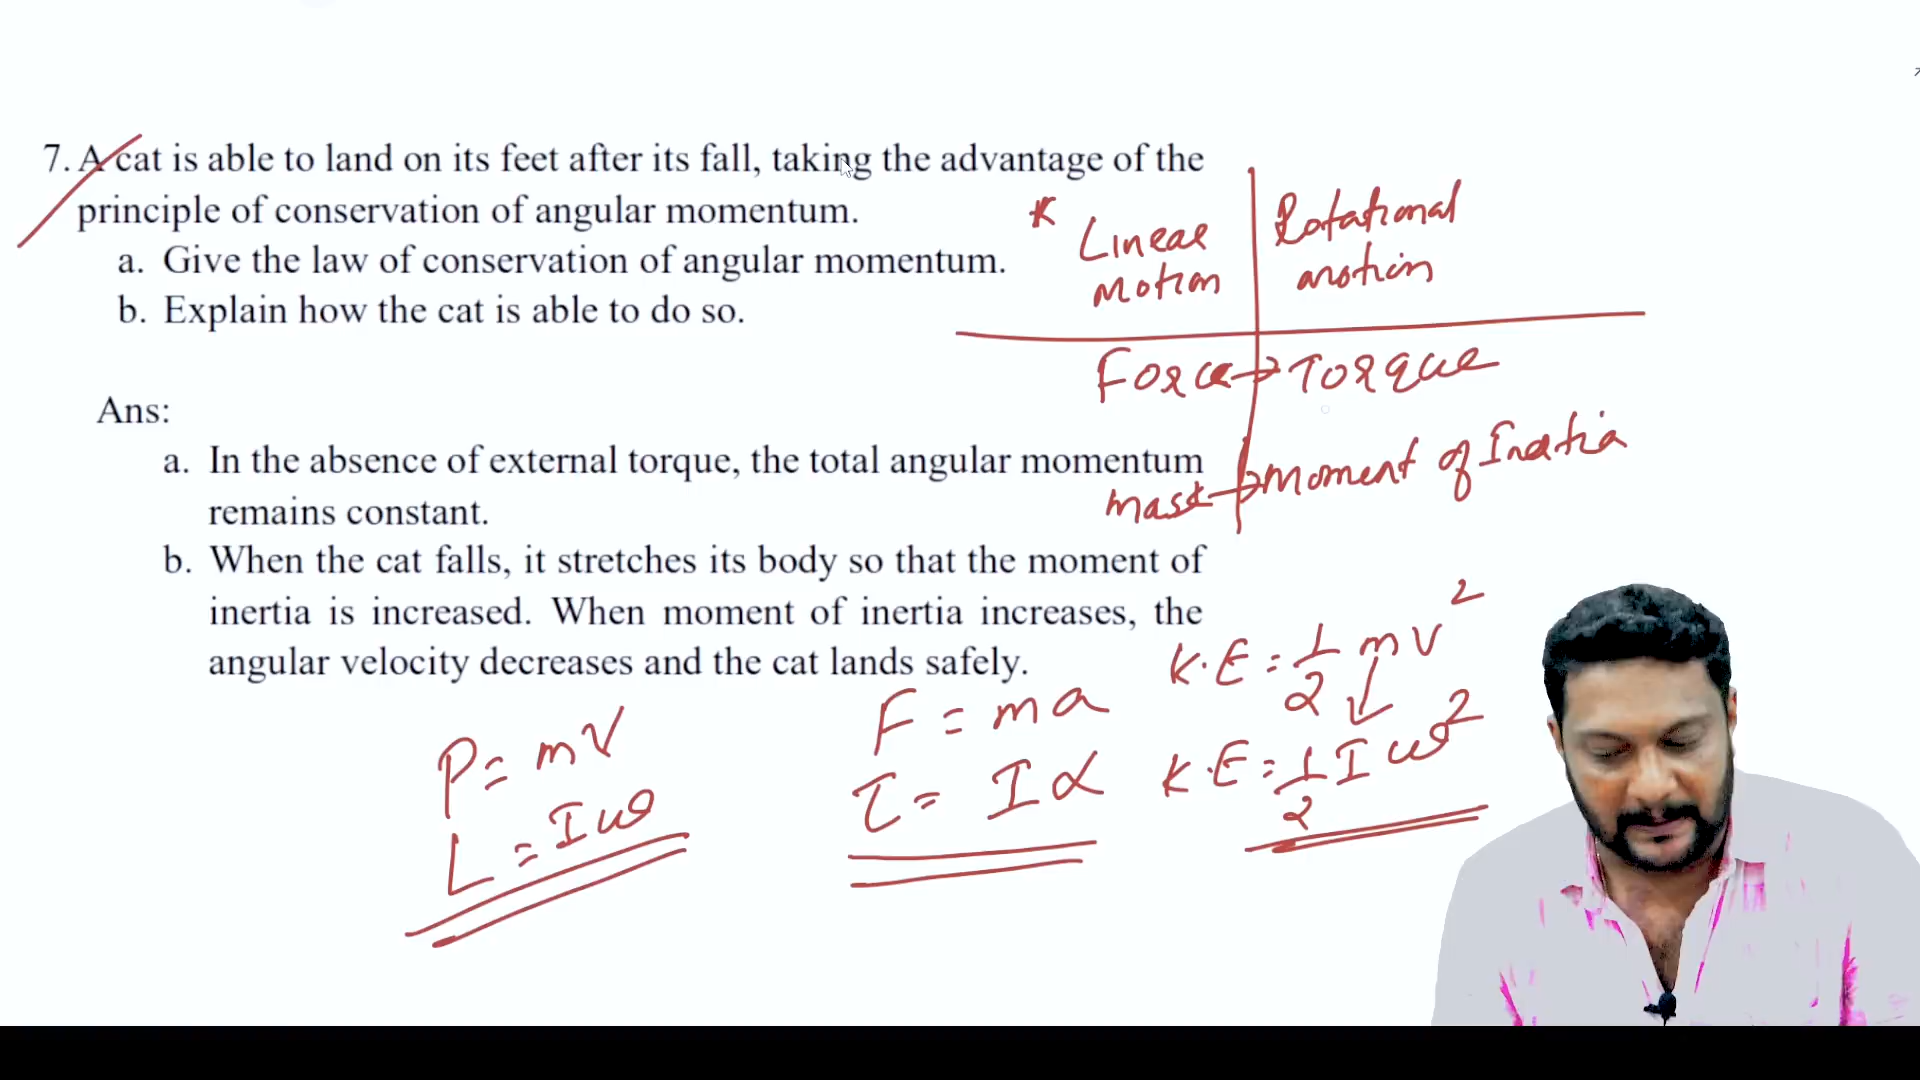 7. A cat is able to land on its feet after its fall, taking the advantage of the
principle of conservation of angular momentum.
a. Give the law of conservation of angular momentum.
b. Explain how the cat is able to do so.
Ans:
a. In the absence of external torque, the total angular momentum
remains constant.
b. When the cat falls, it stretches its body so that the moment of
inertia is increased. When moment of inertia increases, the
angular velocity decreases and the cat lands safely.
* Linear
Motion
Rotational
motion
Force → Torque
mass → Moment of Inertia
P = mv
L = Iω
F = ma
τ = Iα
K.E = 1/2 mv²
↓
K.E = 1/2 Iω²